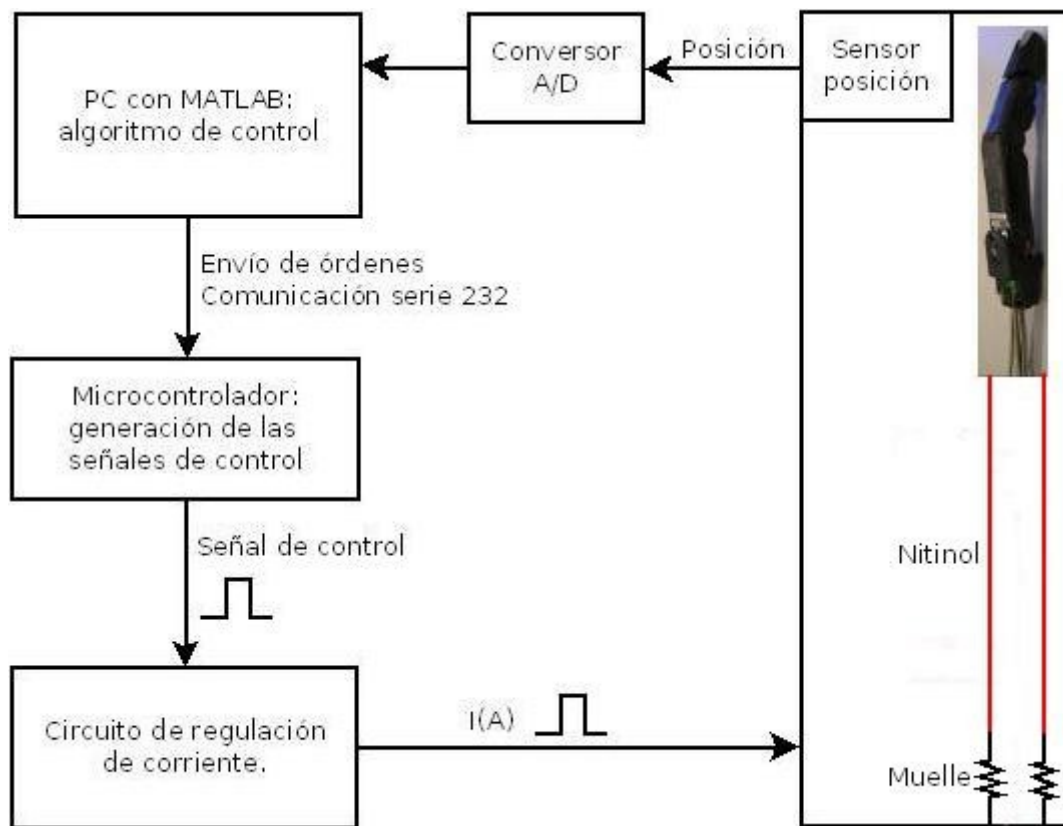 PC con MATLAB:
algoritmo de control
Conversor
A/D
Posición
Sensor
posición
Envío de órdenes
Comunicación serie 232
Microcontrolador:
generación de las
señales de control
Señal de control
Nitinol
Circuito de regulación
de corriente.
I(A)
Muelle